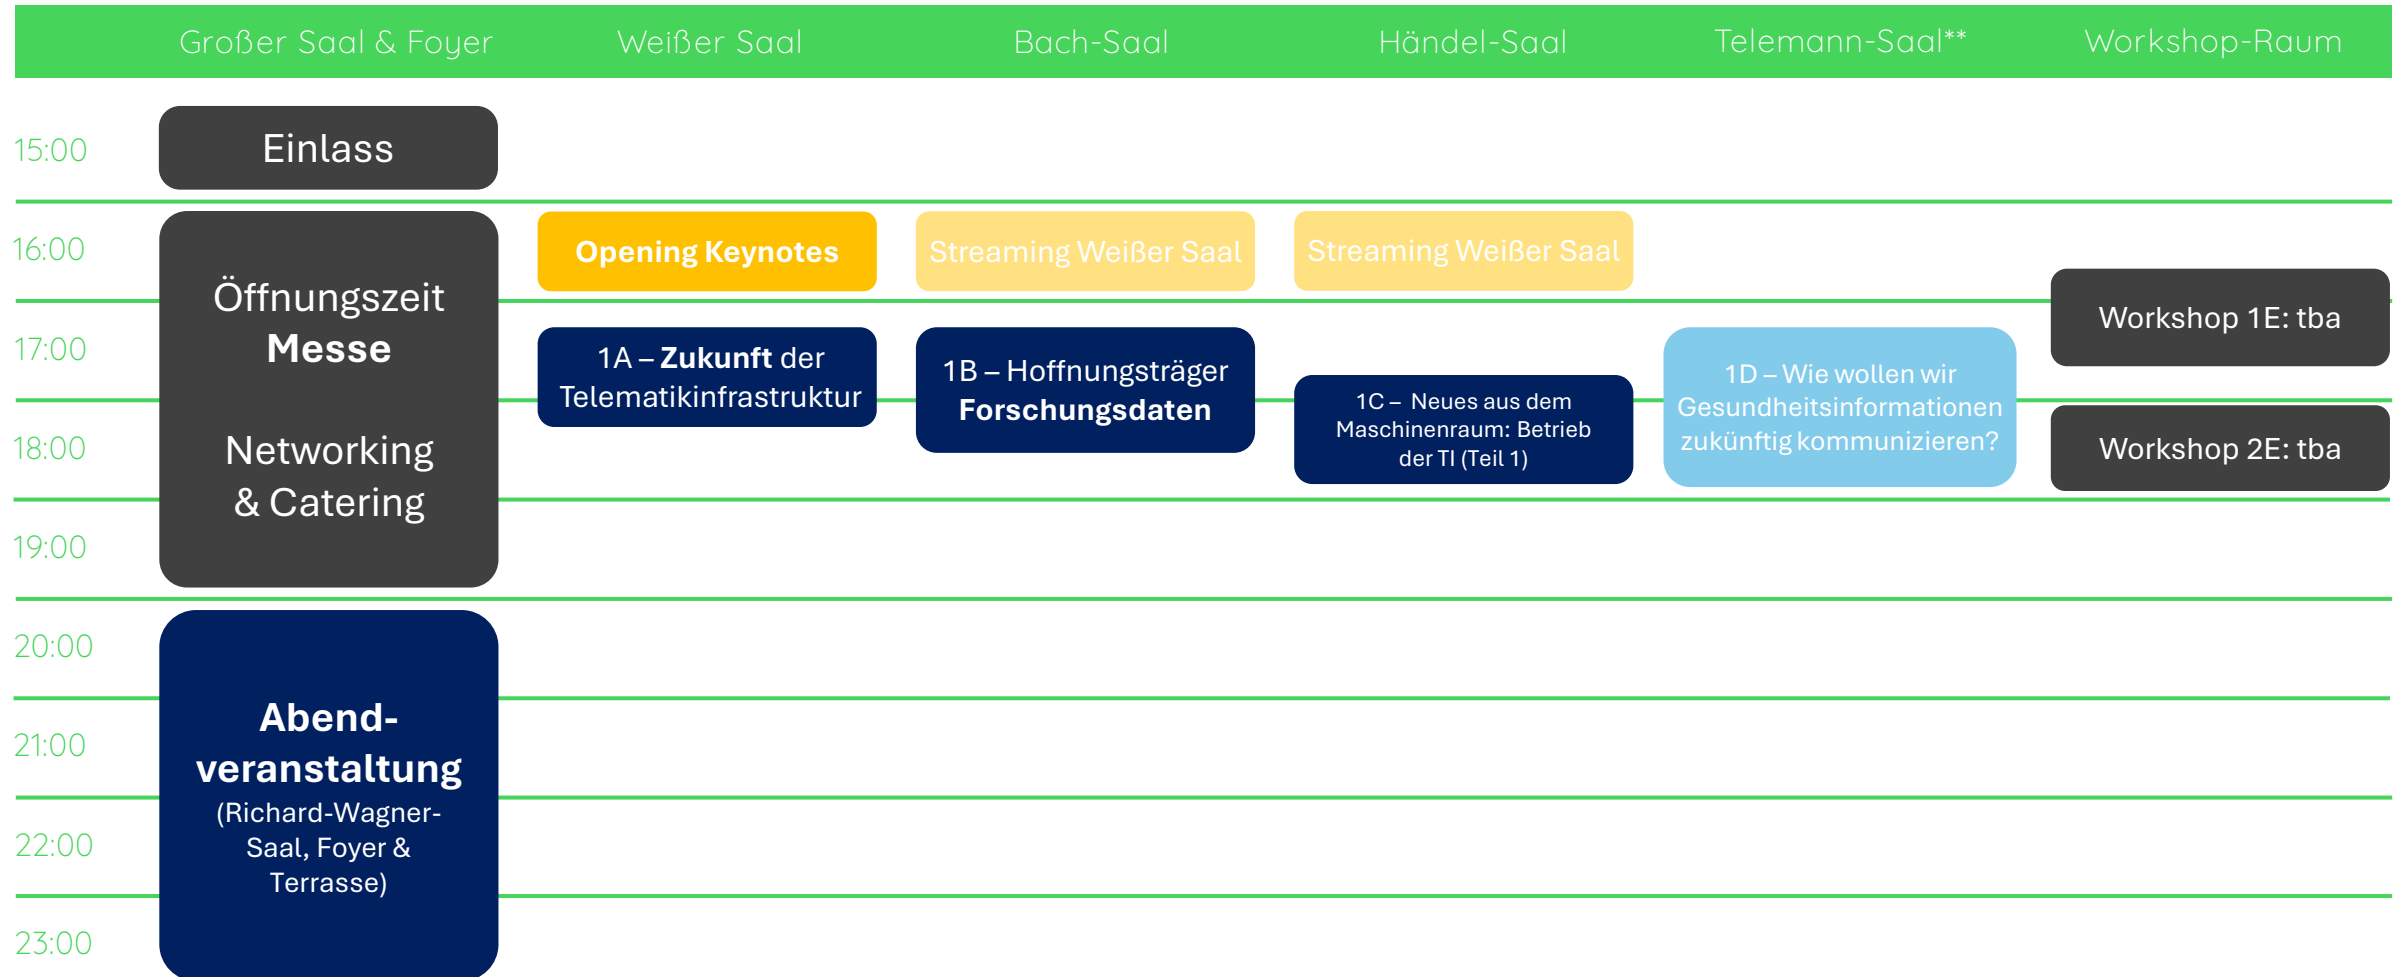 Großer Saal & Foyer
Weißer Saal
Bach-Saal
Händel-Saal
Telemann-Saal**
Workshop-Raum
15:00
Einlass
16:00
Öffnungszeit
Messe
Networking
& Catering
Opening Keynotes
Streaming Weißer Saal
Streaming Weißer Saal
17:00
1A – Zukunft der
Telematikinfrastruktur
1B – Hoffnungsträger
Forschungsdaten
1C – Neues aus dem
Maschinenraum: Betrieb
der TI (Teil 1)
1D – Wie wollen wir
Gesundheitsinformationen
zukünftig kommunizieren?
Workshop 1E: tba
18:00
Workshop 2E: tba
19:00
20:00
Abend-
veranstaltung
(Richard-Wagner-
Saal, Foyer &
Terrasse)
21:00
22:00
23:00